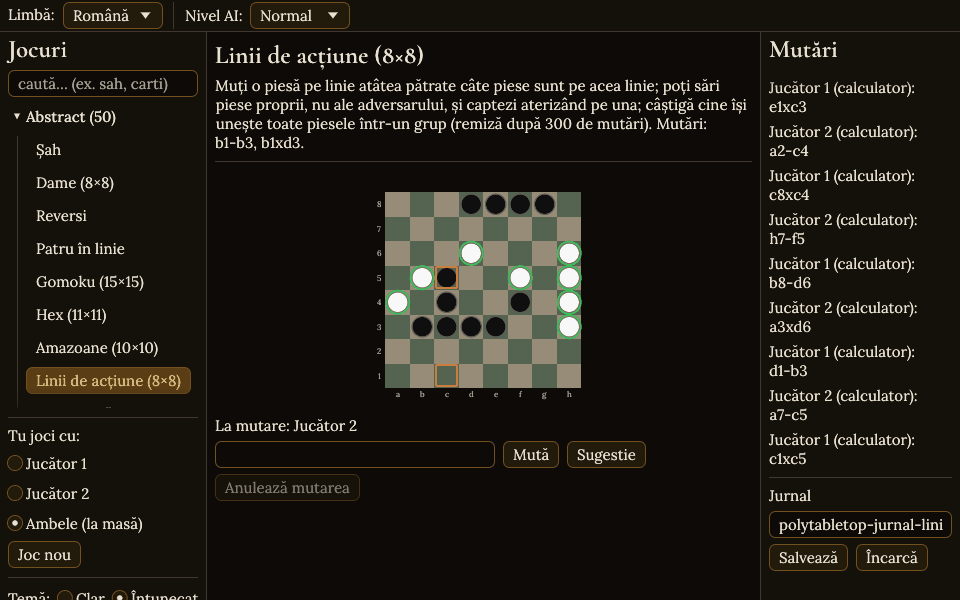 Limbă: Română ▼ Nivel AI: Normal ▼
Jocuri
caută... (ex. sah, carti)
▼ Abstract (50)
Șah
Dame (8×8)
Reversi
Patru în linie
Gomoku (15×15)
Hex (11×11)
Amazoane (10×10)
Linii de acțiune (8×8)
Tu joci cu:
Jucător 1
Jucător 2
Ambele (la masă)
Joc nou
Temă: Clar Întunecat
Linii de acțiune (8×8)
Muți o piesă pe linie atâtea pătrate câte piese sunt pe acea linie; poți sări
piese proprii, nu ale adversarului, și captezi aterizând pe una; câștigă cine își
unește toate piesele într-un grup (remiză după 300 de mutări). Mutări:
b1-b3, b1xd3.
8
7
6
5
4
3
2
1
a b c d e f g h
La mutare: Jucător 2
Mută
Sugestie
Anulează mutarea
Mutări
Jucător 1 (calculator):
e1xc3
Jucător 2 (calculator):
a2-c4
Jucător 1 (calculator):
c8xc4
Jucător 2 (calculator):
h7-f5
Jucător 1 (calculator):
b8-d6
Jucător 2 (calculator):
a3xd6
Jucător 1 (calculator):
d1-b3
Jucător 2 (calculator):
a7-c5
Jucător 1 (calculator):
c1xc5
Jurnal
polytabletop-jurnal-lini
Salvează
Încarcă